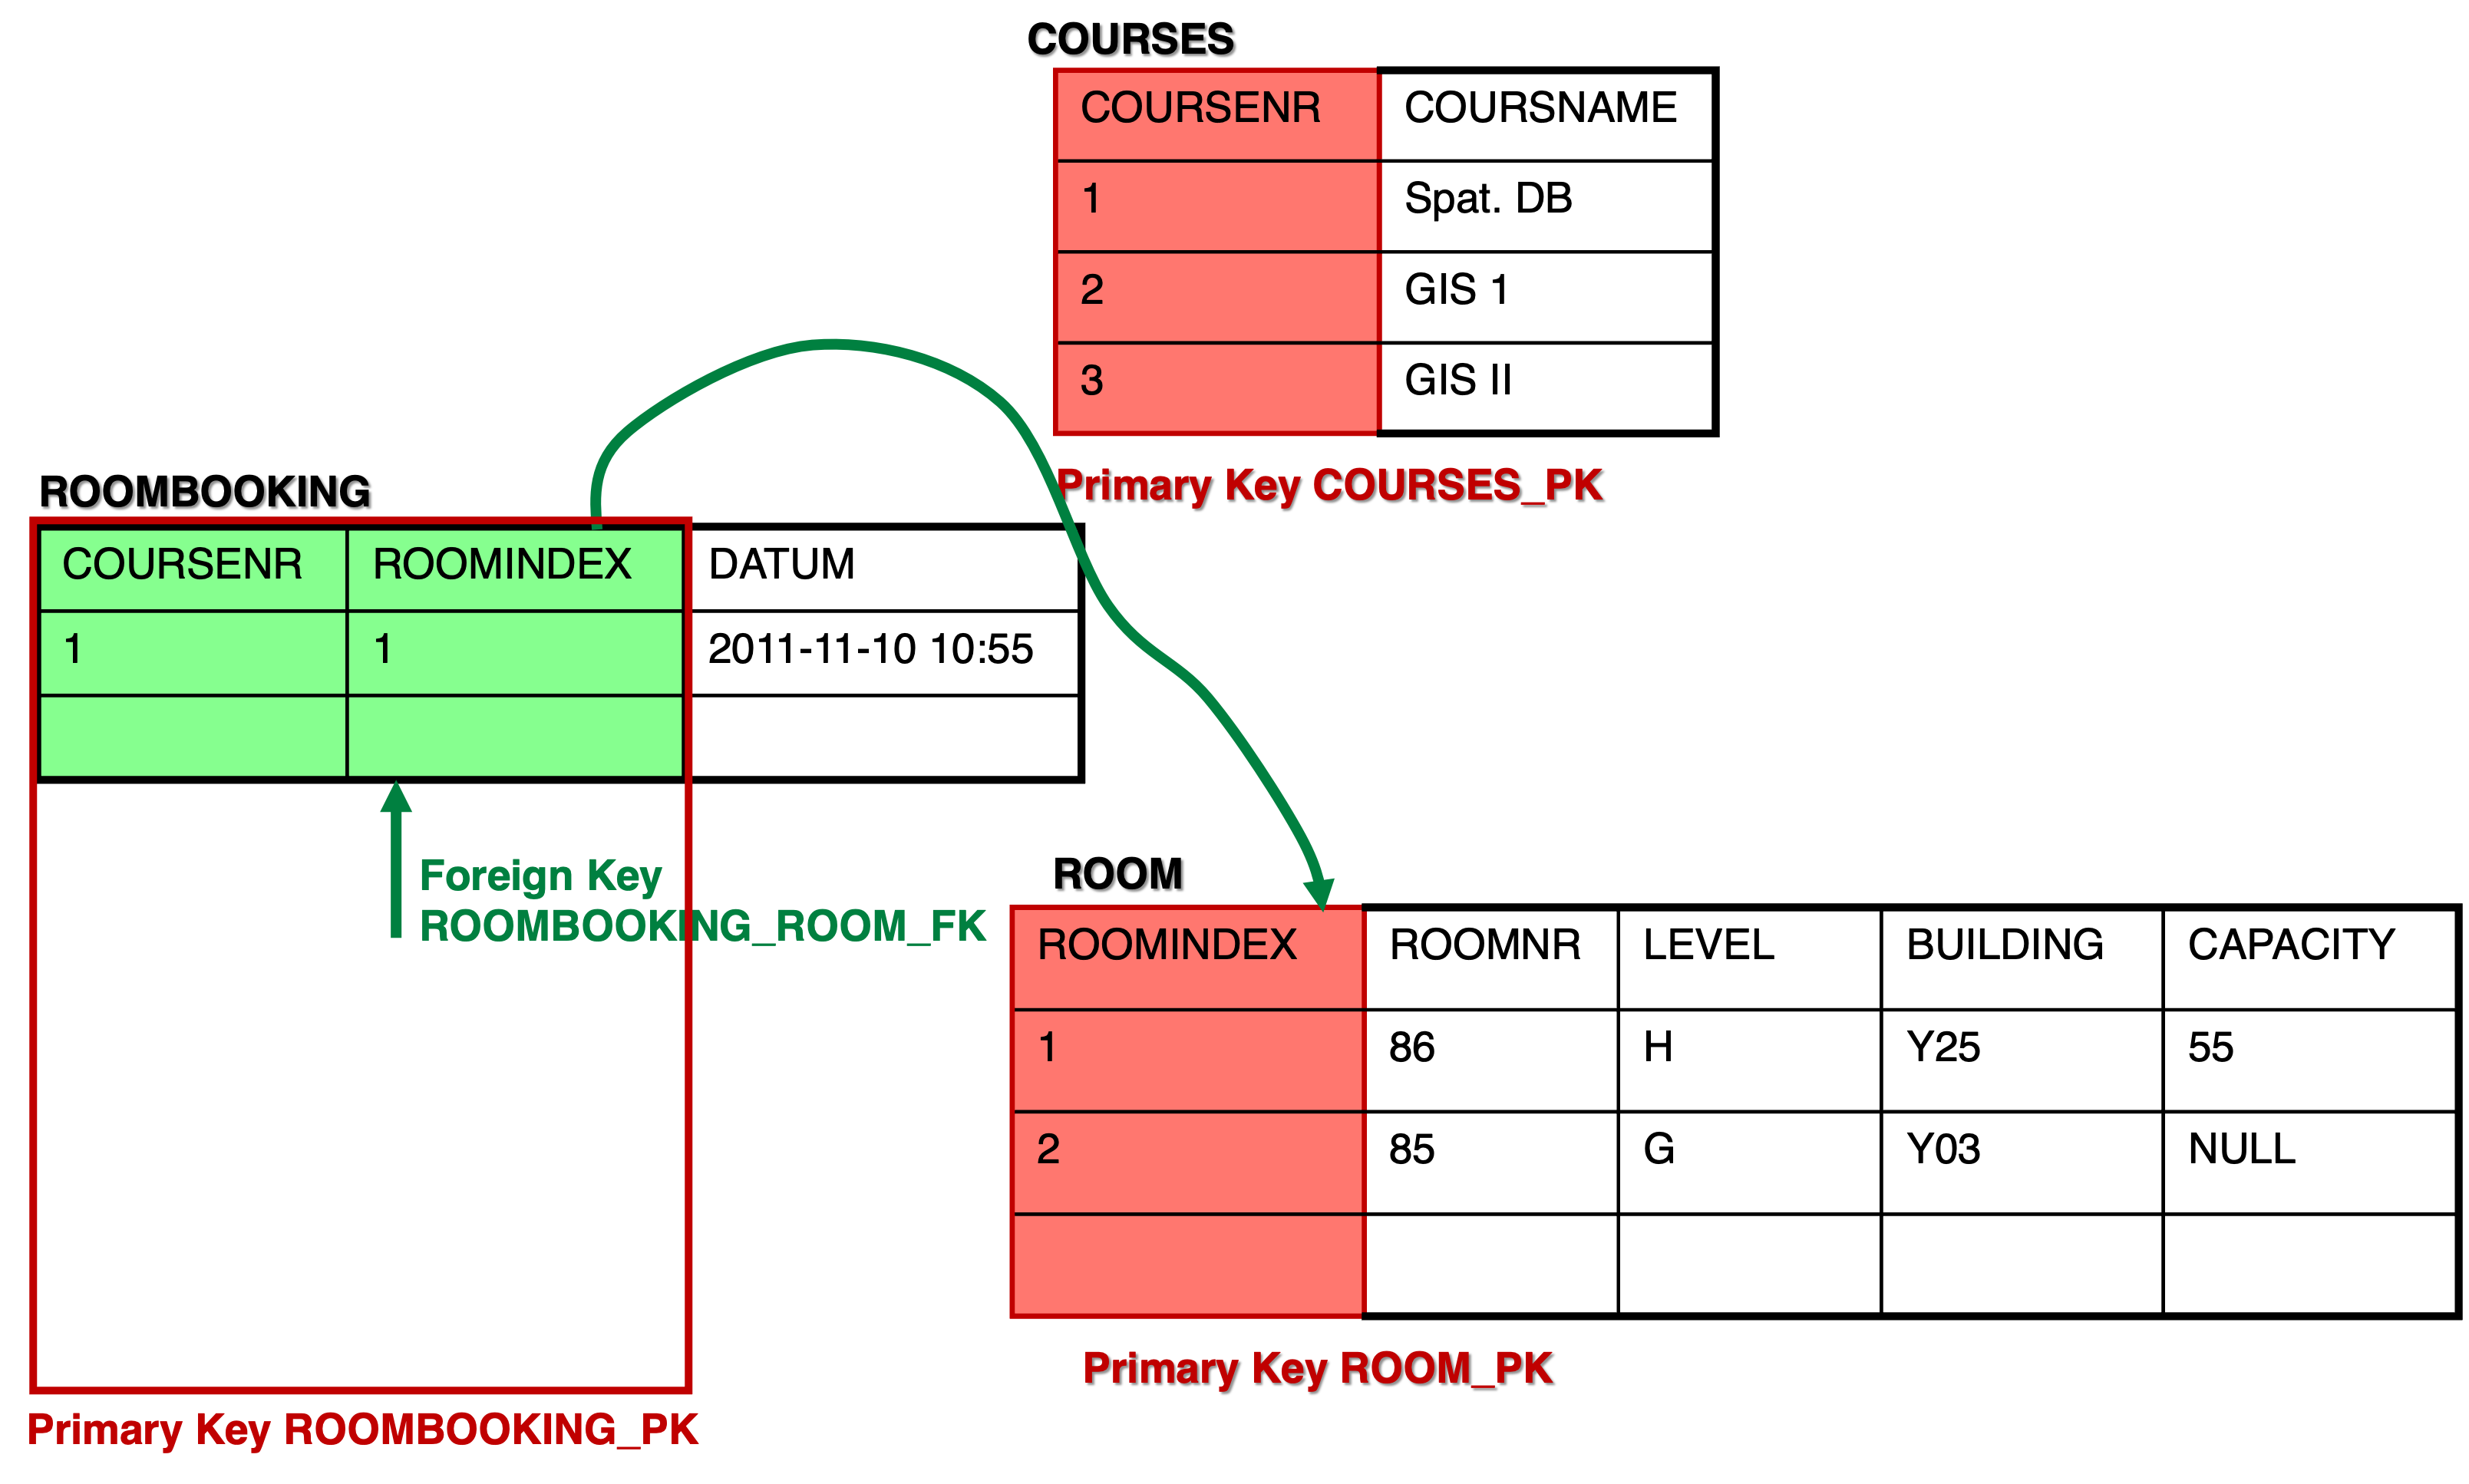 COURSES
COURSENR COURSNAME
1 Spat. DB
2 GIS 1
3 GIS II
Primary Key COURSES_PK
ROOMBOOKING
COURSENR ROOMINDEX DATUM
1 1 2011-11-10 10:55
Foreign Key
ROOMBOOKING_ROOM_FK
ROOM
ROOMINDEX ROOMNR LEVEL BUILDING CAPACITY
1 86 H Y25 55
2 85 G Y03 NULL
Primary Key ROOM_PK
Primary Key ROOMBOOKING_PK